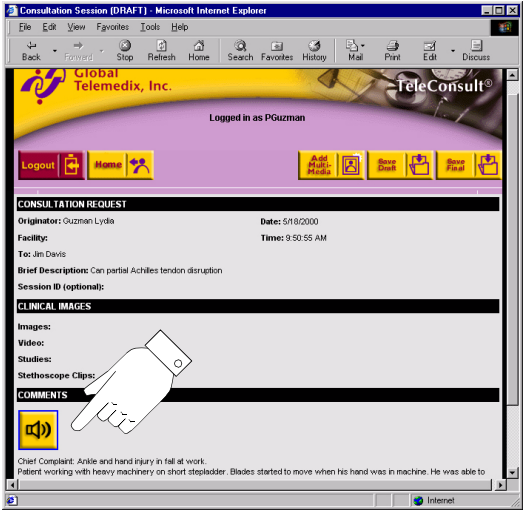 Consultation Session (DRAFT) - Microsoft Internet Explorer
File Edit View Favorites Tools Help
Back Forward Stop Refresh Home Search Favorites History Mail Print Edit Discuss
Global
Telemedix, Inc.
TeleConsult®
Logged in as PGuzman
Logout Home Add Multi-Media Save Draft Save Final
CONSULTATION REQUEST
Originator: Guzman Lydia Date: 5/18/2000
Facility: Time: 9:50:55 AM
To: Jim Davis
Brief Description: Can partial Achilles tendon disruption
Session ID (optional):
CLINICAL IMAGES
Images:
Video:
Studies:
Stethoscope Clips:
COMMENTS
Chief Complaint: Ankle and hand injury in fall at work.
Patient working with heavy machinery on short stepladder. Blades started to move when his hand was in machine. He was able to
Internet